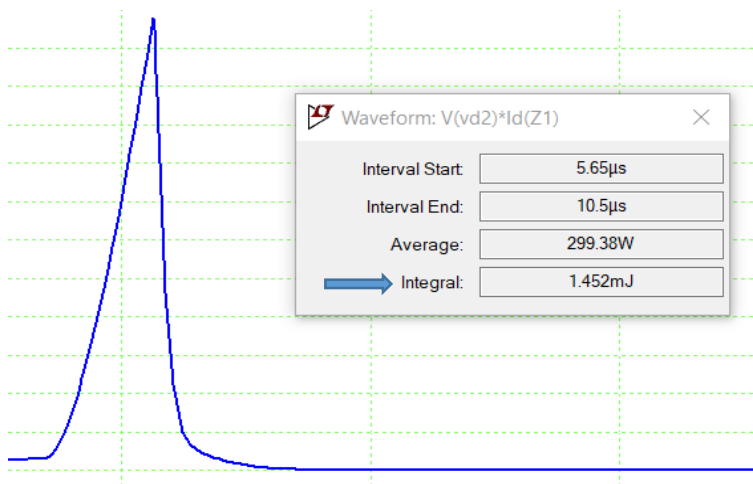 Waveform: V(vd2)*Id(Z1)
Interval Start: 5.65µs
Interval End: 10.5µs
Average: 299.38W
Integral: 1.452mJ